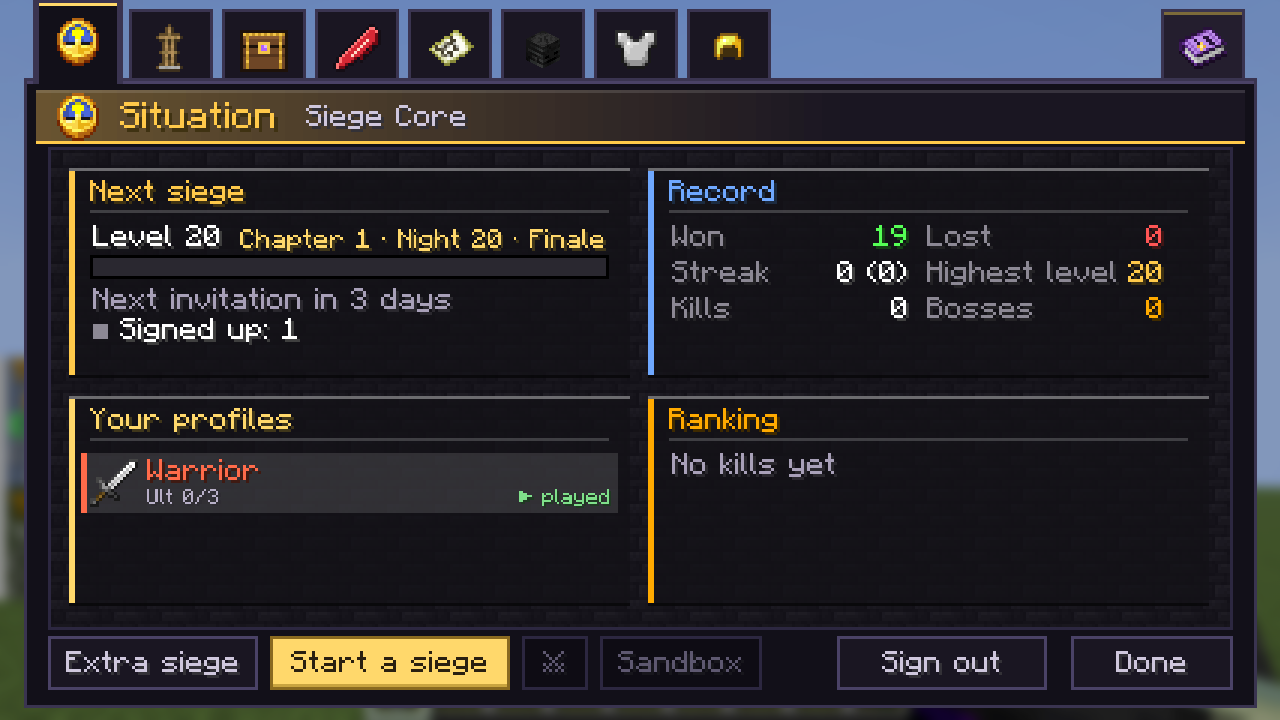 Situation Siege Core
Next siege
Level 20 Chapter 1 · Night 20 · Finale
Next invitation in 3 days
Signed up: 1
Record
Won 19 Lost 0
Streak 0 (0) Highest level 20
Kills 0 Bosses 0
Your profiles
Warrior
Ult 0/3 ► played
Ranking
No kills yet
Extra siege Start a siege Sandbox Sign out Done